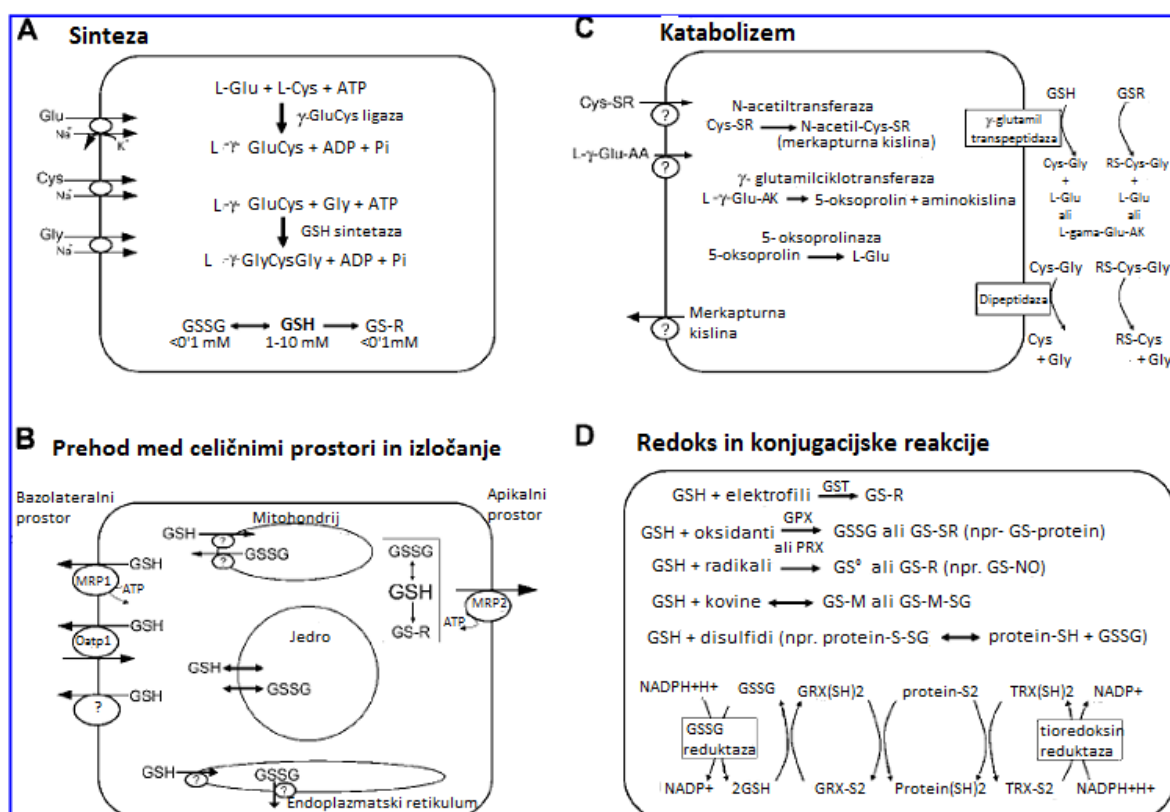 A Sinteza
L-Glu + L-Cys + ATP
γ-GluCys ligaza
L -γ- GluCys + ADP + Pi
Glu
Na+
K+
Cys
Na+
Gly
Na+
L -γ- GluCys + Gly + ATP
GSH sintetaza
L -γ-GlyCysGly + ADP + Pi
GSSG GSH GS-R
<0'1 mM 1-10 mM <0'1mM
C Katabolizem
Cys-SR
?
L-γ-Glu-AA
?
N-acetiltransferaza
Cys-SR N-acetil-Cys-SR
(merkapturna kislina)
γ- glutamilciklotransferaza
L -γ-Glu-AK 5-oksoprolin + aminokislina
5- oksoprolinaza
5-oksoprolin L-Glu
Merkapturna
kislina
?
GSH GSR
γ-glutamil
transpeptidaza
Cys-Gly RS-Cys-Gly
+ +
L-Glu L-Glu
ali ali
L-gama-Glu-AK
Cys-Gly RS-Cys-Gly
Dipeptidaza
Cys RS-Cys
+ Gly + Gly
B Prehod med celičnimi prostori in izločanje
Bazolateralni
prostor
Apikalni
prostor
Mitohondrij
GSH
?
GSSG
?
GSH
MRP1
ATP
GSH
Oatp1
GSH
?
GSSG
GSH
GS-R
MRP2
ATP
Jedro
GSH
GSSG
GSH
?
GSSG
?
Endoplazmatski retikulum
D Redoks in konjugacijske reakcije
GSH + elektrofili GST GS-R
GSH + oksidanti GPX GSSG ali GS-SR (npr- GS-protein)
ali PRX
GSH + radikali GS° ali GS-R (npr. GS-NO)
GSH + kovine GS-M ali GS-M-SG
GSH + disulfidi (npr. protein-S-SG protein-SH + GSSG)
NADPH+H+ GSSG GRX(SH)2 protein-S2 TRX(SH)2 NADP+
GSSG
reduktaza
tioredoksin
reduktaza
NADP+ 2GSH GRX-S2 Protein(SH)2 TRX-S2 NADPH+H+